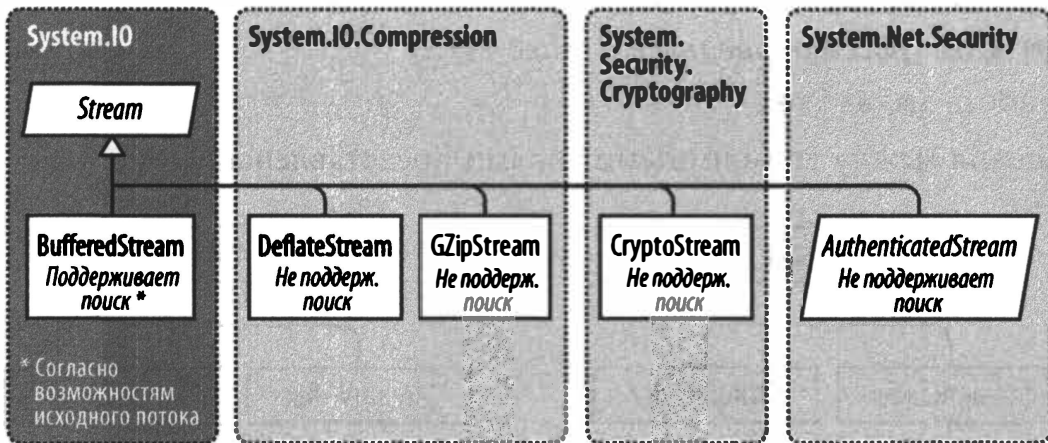 System.IO
Stream
BufferedStream
Поддерживает
поиск *
* Согласно
возможностям
исходного потока
System.IO.Compression
DeflateStream
Не поддерж.
поиск
GZipStream
Не поддерж.
поиск
System.
Security.
Cryptography
CryptoStream
Не поддерж.
поиск
System.Net.Security
AuthenticatedStream
Не поддерживает
поиск